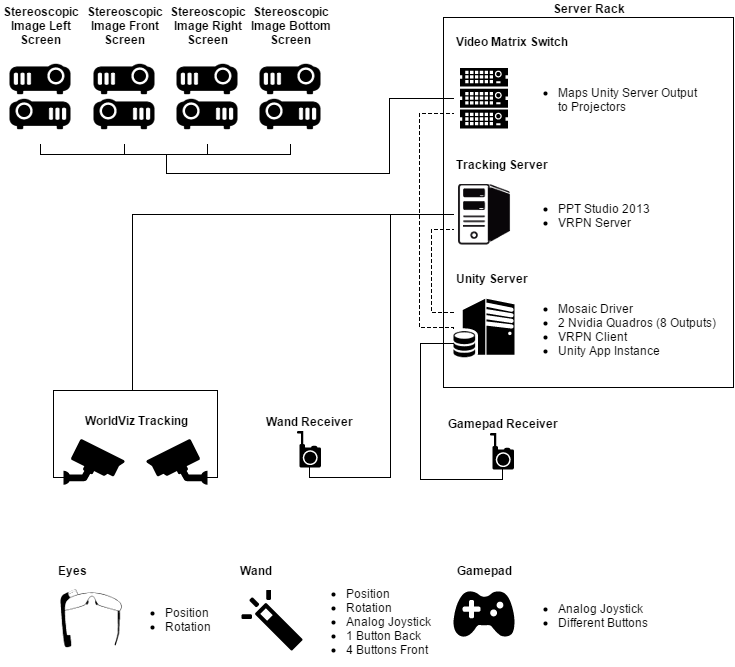 Stereoscopic
Image Left
Screen
Stereoscopic
Image Front
Screen
Stereoscopic
Image Right
Screen
Stereoscopic
Image Bottom
Screen
Server Rack
Video Matrix Switch
• Maps Unity Server Output
to Projectors
Tracking Server
• PPT Studio 2013
• VRPN Server
Unity Server
• Mosaic Driver
• 2 Nvidia Quadros (8 Outputs)
• VRPN Client
• Unity App Instance
WorldViz Tracking
Wand Receiver
Gamepad Receiver
Eyes
• Position
• Rotation
Wand
• Position
• Rotation
• Analog Joystick
• 1 Button Back
• 4 Buttons Front
Gamepad
• Analog Joystick
• Different Buttons